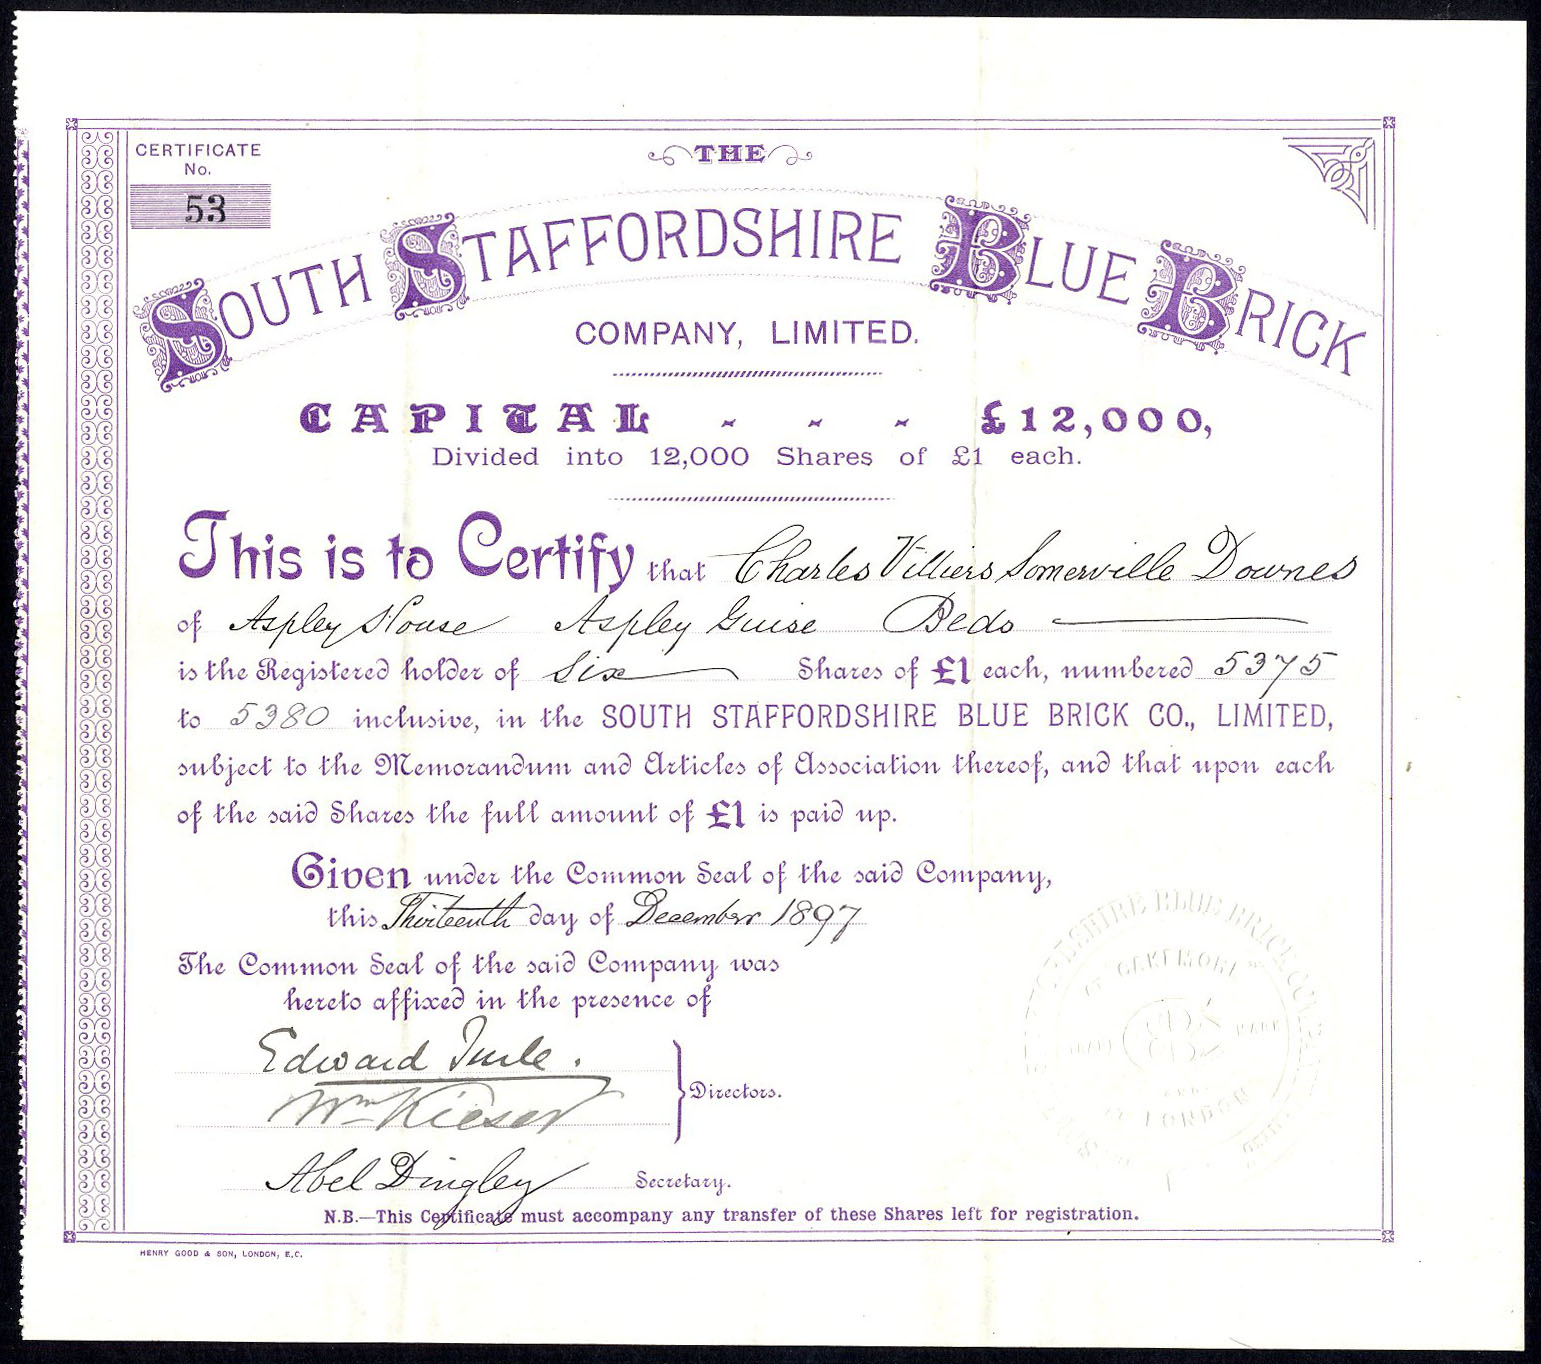 CERTIFICATE
No.
53
THE
SOUTH STAFFORDSHIRE BLUE BRICK
COMPANY, LIMITED.
CAPITAL - - - £12,000,
Divided into 12,000 Shares of £1 each.
This is to Certify that Charles Villiers Somerville Downes
of Aspley House Aspley Guise Beds
is the Registered holder of Six Shares of £1 each, numbered 5375
to 5380 inclusive, in the SOUTH STAFFORDSHIRE BLUE BRICK CO., LIMITED,
subject to the Memorandum and Articles of Association thereof, and that upon each
of the said Shares the full amount of £1 is paid up.
Given under the Common Seal of the said Company,
this Thirteenth day of December 1897
The Common Seal of the said Company was
hereto affixed in the presence of
Edward
Wm Kieser
Directors.
Abel Dingley Secretary.
N.B.—This Certificate must accompany any transfer of these Shares left for registration.
HENRY GOOD & SON, LONDON, E.C.
BLUE BRICK
LONDON